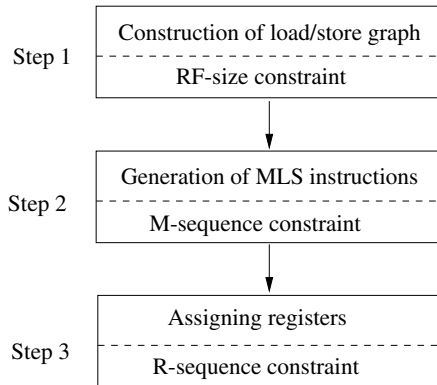 Construction of load/store graph
Step 1
RF-size constraint
Generation of MLS instructions
Step 2
M-sequence constraint
Assigning registers
Step 3
R-sequence constraint